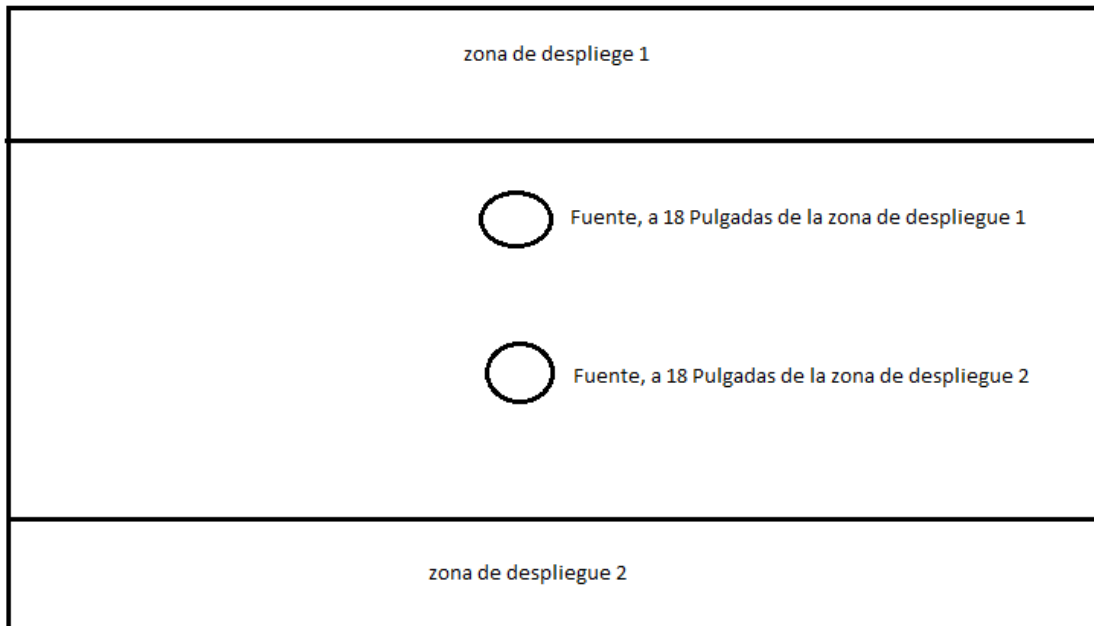 zona de despliege 1
Fuente, a 18 Pulgadas de la zona de despliegue 1
Fuente, a 18 Pulgadas de la zona de despliegue 2
zona de despliegue 2